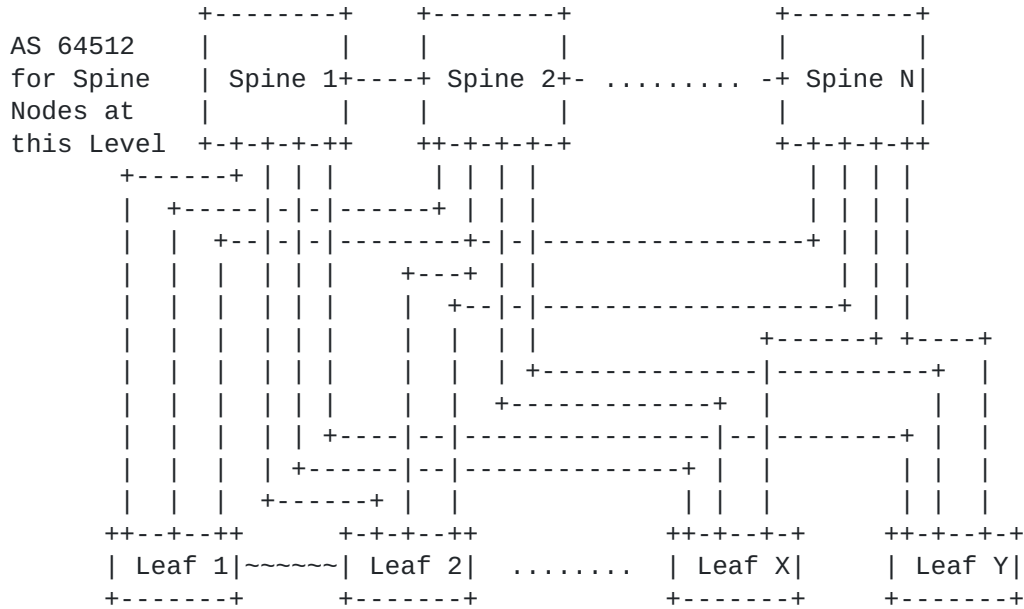 AS 64512
for Spine Spine 1 Spine 2 ......... Spine N
Nodes at
this Level
Leaf 1 ~~~~~~ Leaf 2 ........ Leaf X Leaf Y